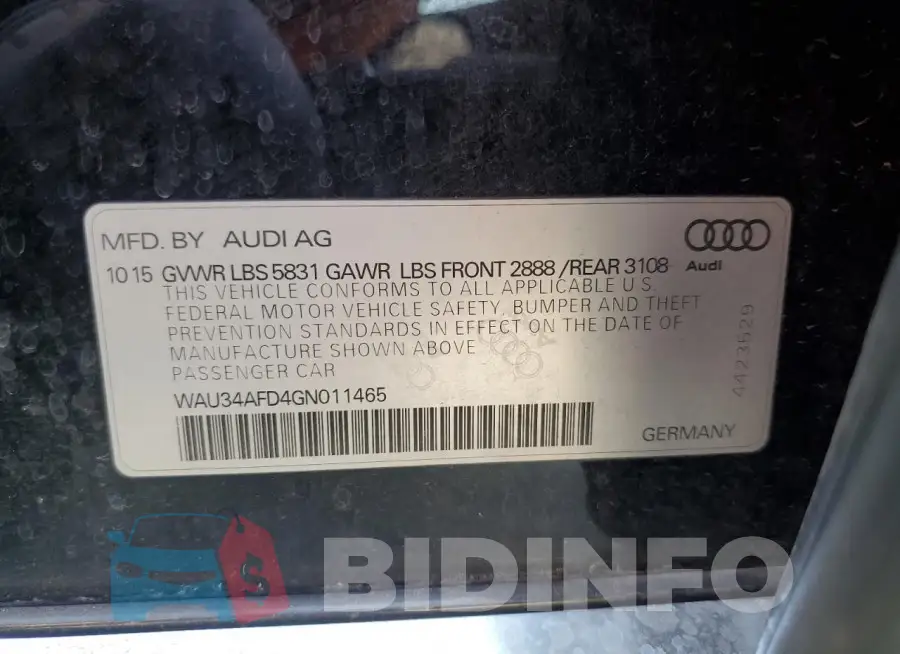 MFD. BY AUDI AG
10 15 GVWR LBS 5831 GAWR LBS FRONT 2888 / REAR 3108
Audi
THIS VEHICLE CONFORMS TO ALL APPLICABLE U.S.
FEDERAL MOTOR VEHICLE SAFETY, BUMPER AND THEFT
PREVENTION STANDARDS IN EFFECT ON THE DATE OF
MANUFACTURE SHOWN ABOVE
PASSENGER CAR
WAU34AFD4GN011465
GERMANY
4423629
$
BIDINFO